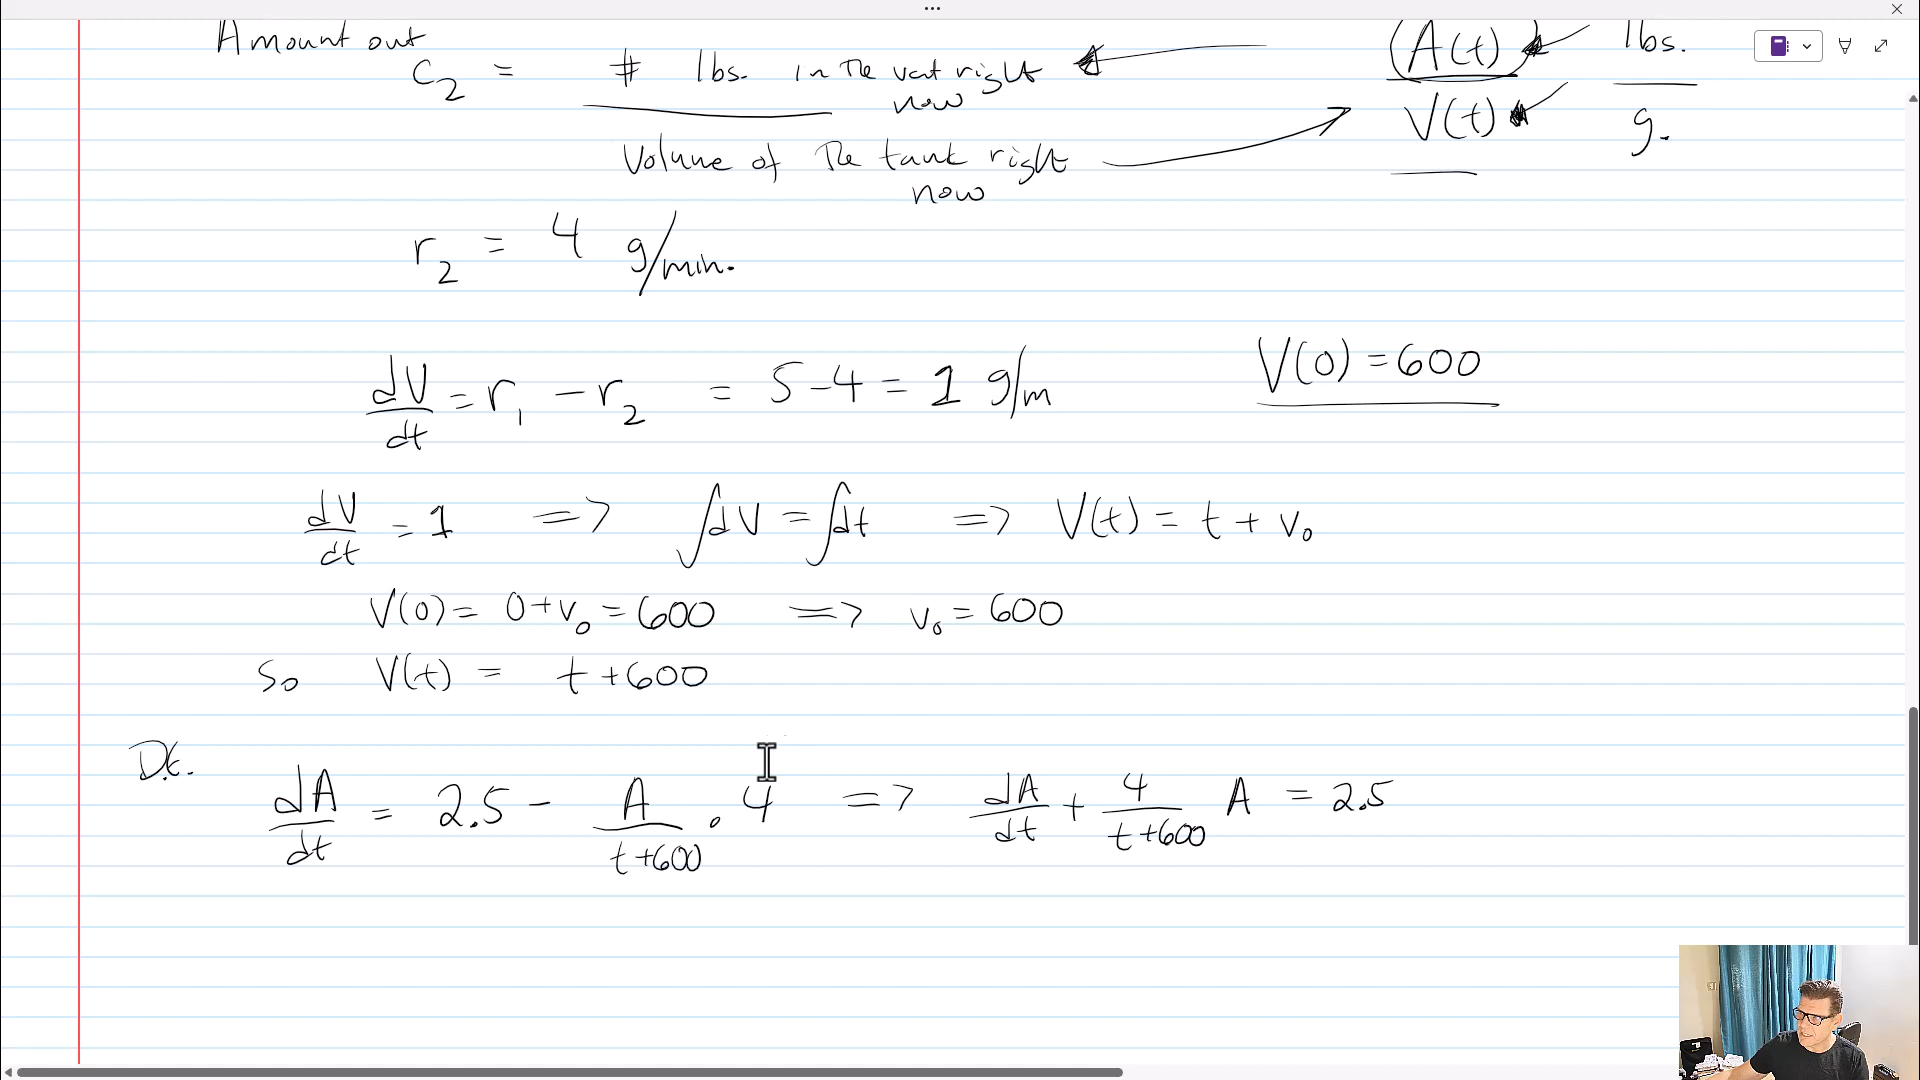 Amount out
C₂ = # lbs. in the vat right now / Volume of the tank right now
(A(t)) / V(t) lbs. / g.
r₂ = 4 g/min.
dV/dt = r₁ - r₂ = 5-4 = 1 g/m
V(0) = 600
dV/dt = 1 => ∫dV = ∫dt => V(t) = t + v₀
V(0) = 0+v₀ = 600 => v₀ = 600
So V(t) = t+600
D.E.
dA/dt = 2.5 - A/(t+600) · 4 => dA/dt + 4/(t+600) A = 2.5